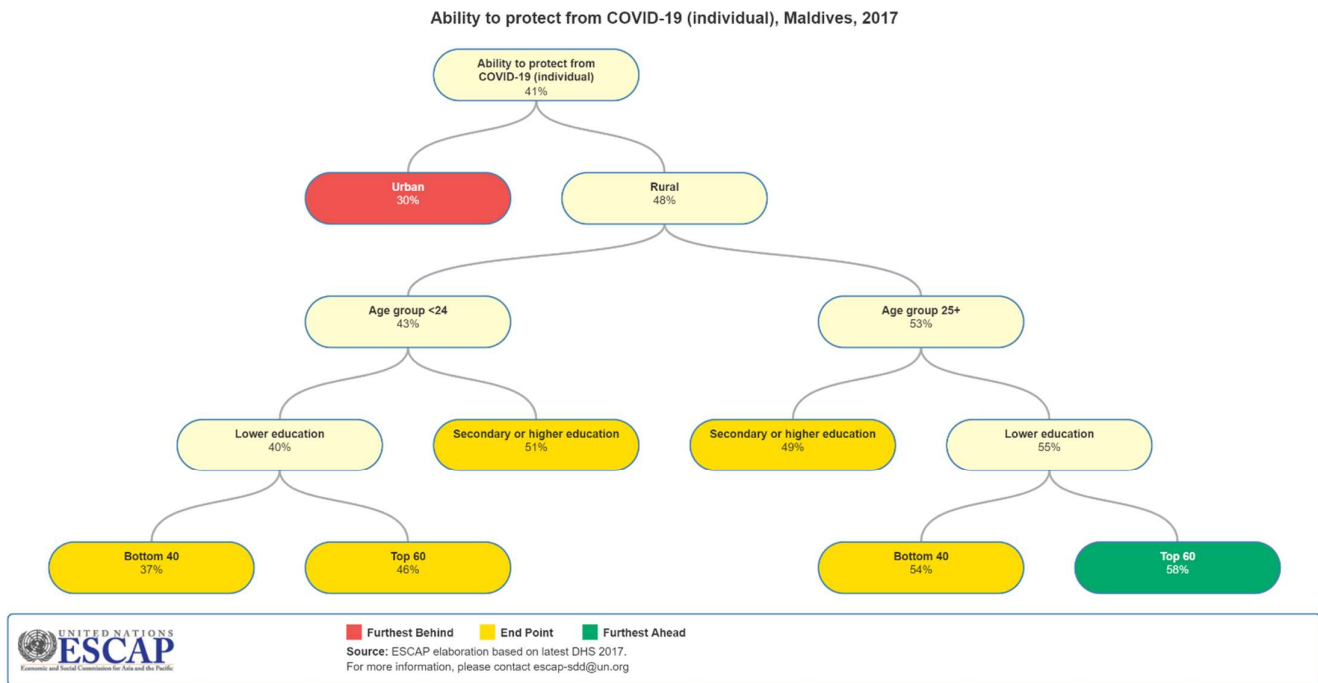 Ability to protect from COVID-19 (individual), Maldives, 2017
Ability to protect from
COVID-19 (individual)
41%
Urban
30%
Rural
48%
Age group <24
43%
Age group 25+
53%
Lower education
40%
Secondary or higher education
51%
Secondary or higher education
49%
Lower education
55%
Bottom 40
37%
Top 60
46%
Bottom 40
54%
Top 60
58%
UNITED NATIONS
ESCAP
Economic and Social Commission for Asia and the Pacific
Furthest Behind
End Point
Furthest Ahead
Source: ESCAP elaboration based on latest DHS 2017.
For more information, please contact escap-sdd@un.org